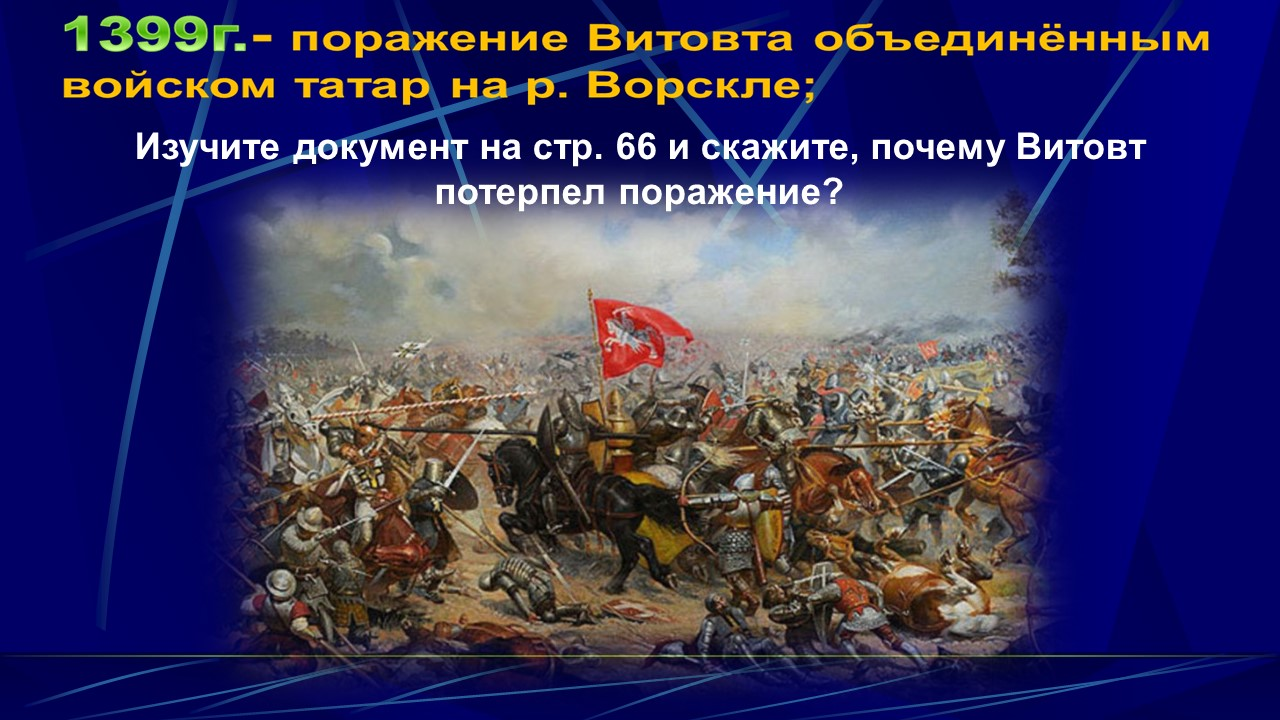 1399г.- поражение Витовта объединённым
войском татар на р. Ворскле;
Изучите документ на стр. 66 и скажите, почему Витовт
потерпел поражение?